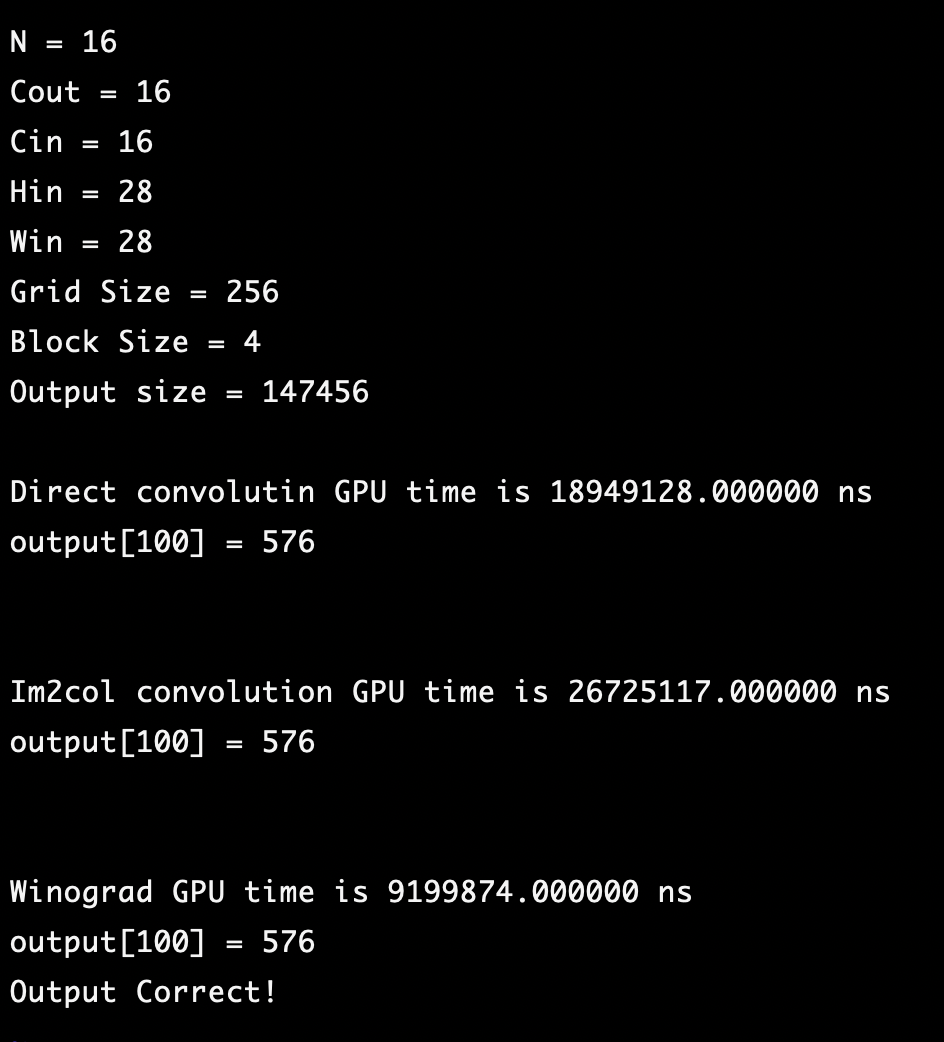 N = 16
Cout = 16
Cin = 16
Hin = 28
Win = 28
Grid Size = 256
Block Size = 4
Output size = 147456
Direct convolutin GPU time is 18949128.000000 ns
output[100] = 576
Im2col convolution GPU time is 26725117.000000 ns
output[100] = 576
Winograd GPU time is 9199874.000000 ns
output[100] = 576
Output Correct!